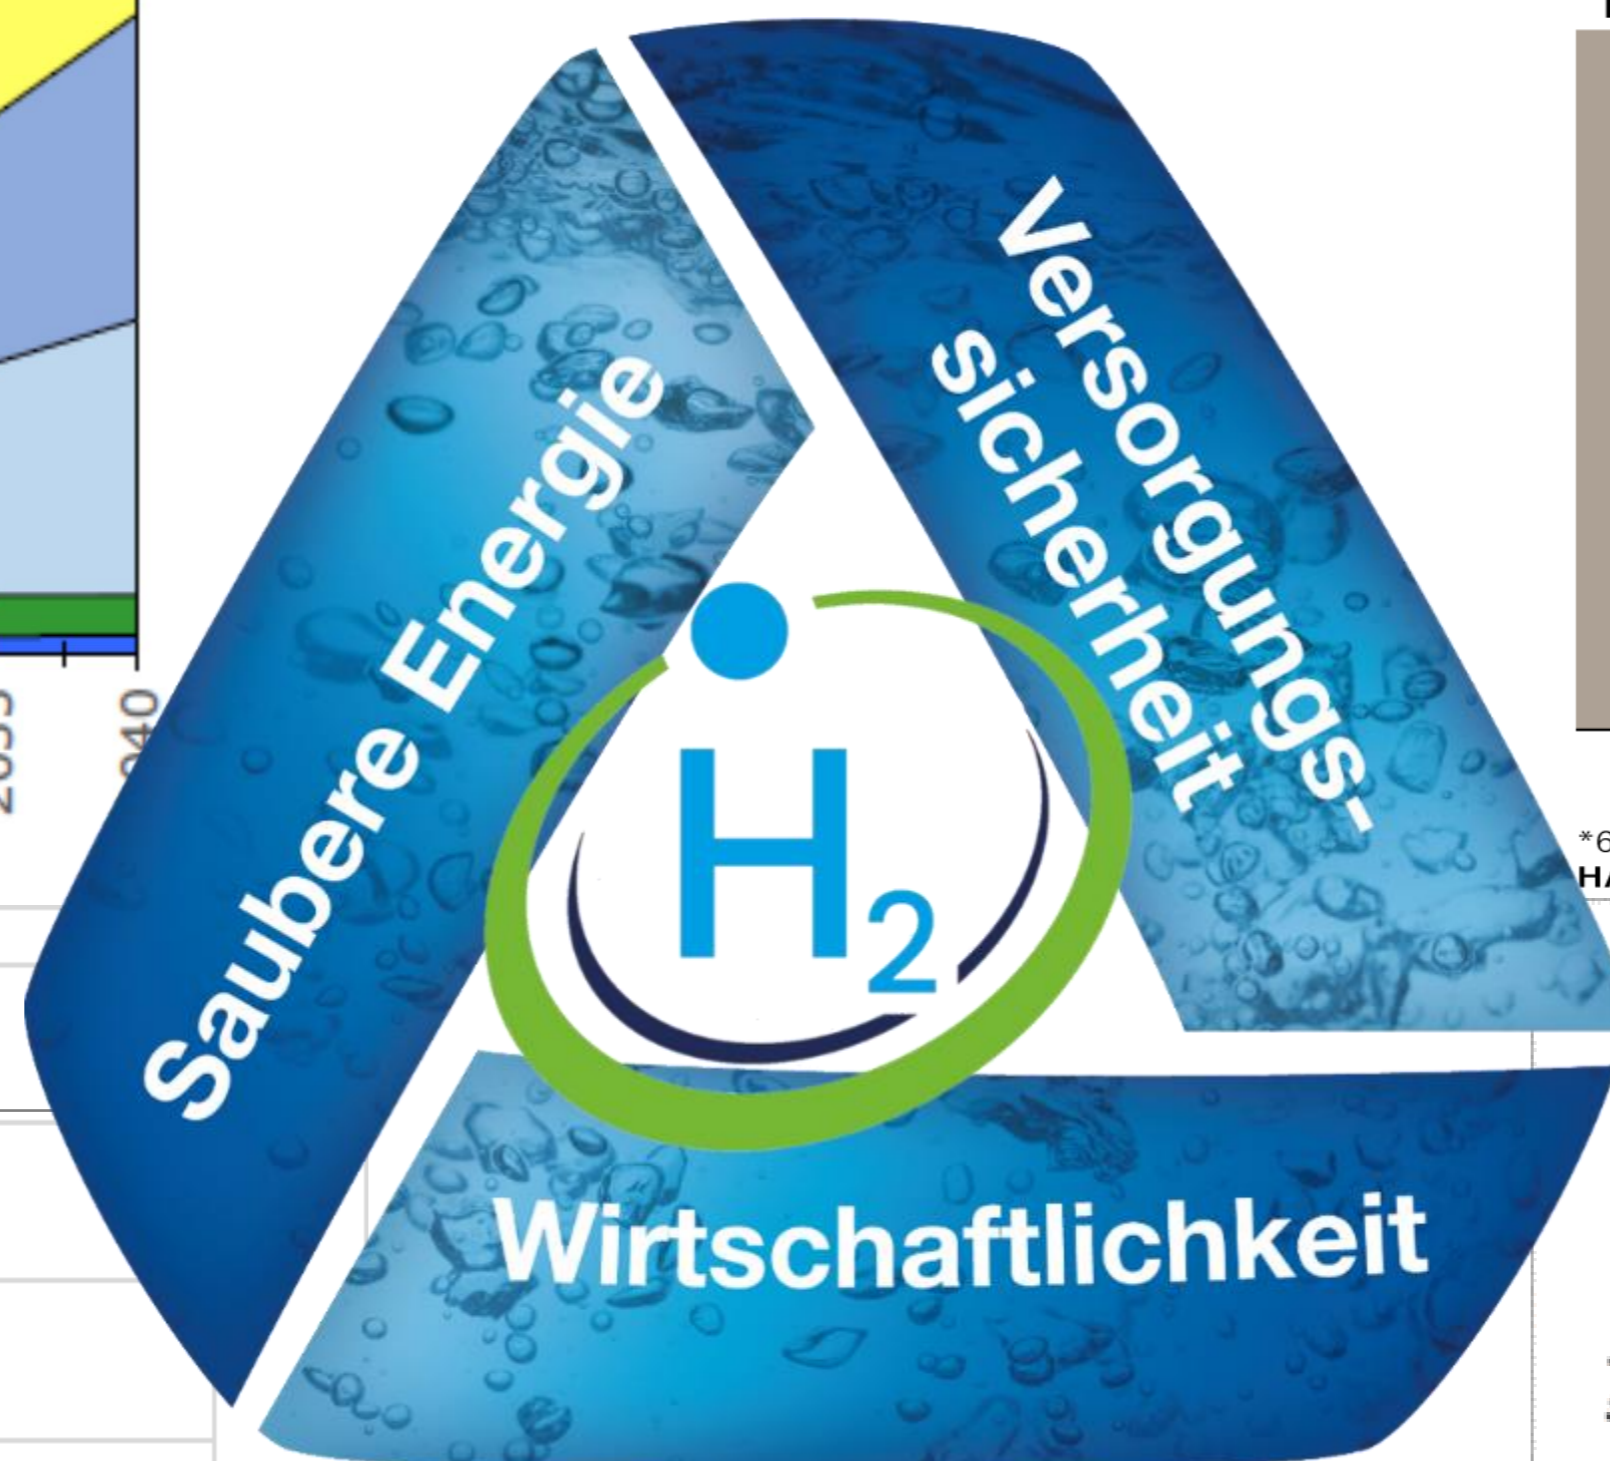 Versorgungs-
sicherheit
Saubere Energie
H2
Wirtschaftlichkeit